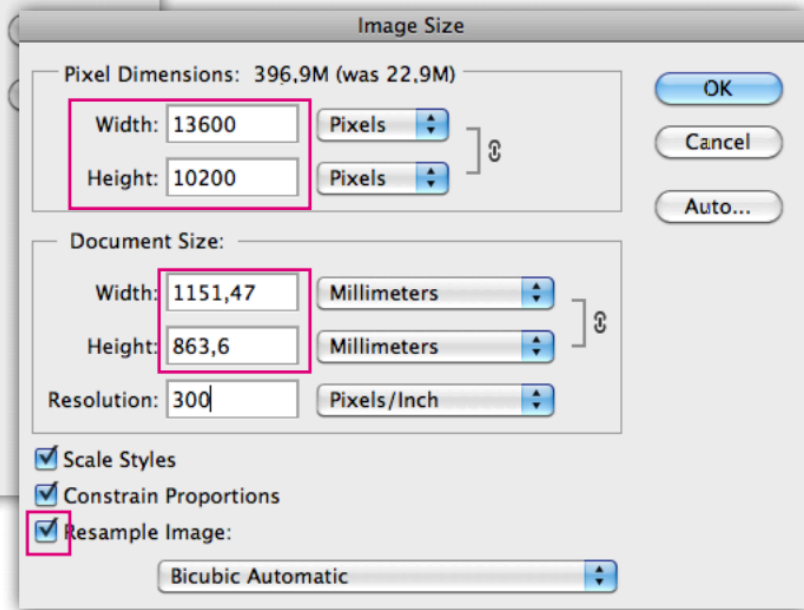 Image Size
Pixel Dimensions: 396,9M (was 22,9M)
OK
Width: 13600 Pixels
Cancel
Height: 10200 Pixels
Auto...
Document Size:
Width: 1151,47 Millimeters
Height: 863,6 Millimeters
Resolution: 300 Pixels/Inch
Scale Styles
Constrain Proportions
Resample Image:
Bicubic Automatic